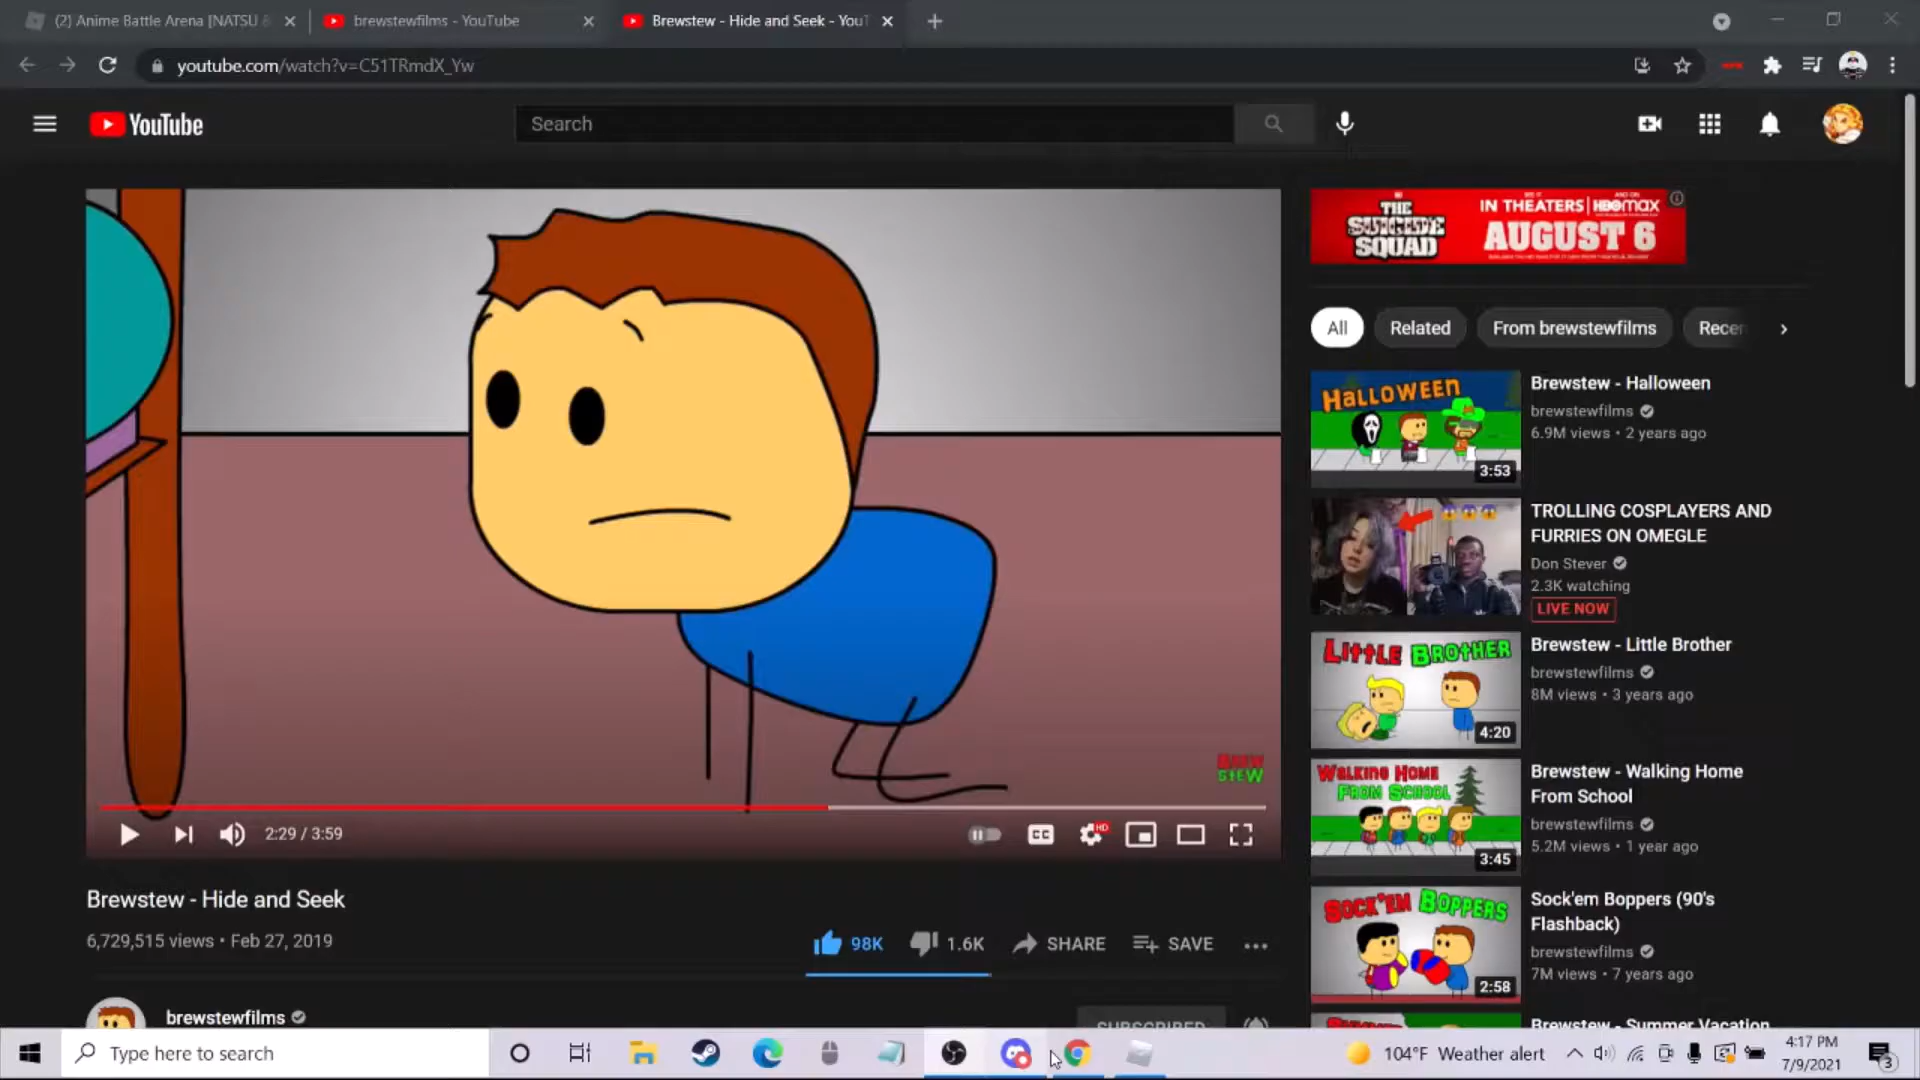 (2) Anime Battle Arena [NATSU &
brewstewfilms - YouTube
Brewstew - Hide and Seek - YouT
youtube.com/watch?v=C51TRmdX_Yw
YouTube
Search
THE
SUICIDE
SQUAD
IN THEATERS | HBOmax
AUGUST 6
All
Related
From brewstewfilms
Recen
HALLOWEEN
3:53
Brewstew - Halloween
brewstewfilms
6.9M views • 2 years ago
TROLLING COSPLAYERS AND
FURRIES ON OMEGLE
Don Stever
2.3K watching
LIVE NOW
LITTLE BROTHER
4:20
Brewstew - Little Brother
brewstewfilms
8M views • 3 years ago
WALKING HOME
FROM SCHOOL
3:45
Brewstew - Walking Home
From School
brewstewfilms
5.2M views • 1 year ago
SOCK'EM BOPPERS
2:58
Sock'em Boppers (90's
Flashback)
brewstewfilms
7M views • 7 years ago
Brewstew - Summer Vacation
BREW
STEW
2:29 / 3:59
CC
HD
Brewstew - Hide and Seek
6,729,515 views • Feb 27, 2019
98K
1.6K
SHARE
SAVE
brewstewfilms
SUBSCRIBED
Type here to search
104°F Weather alert
4:17 PM
7/9/2021
3